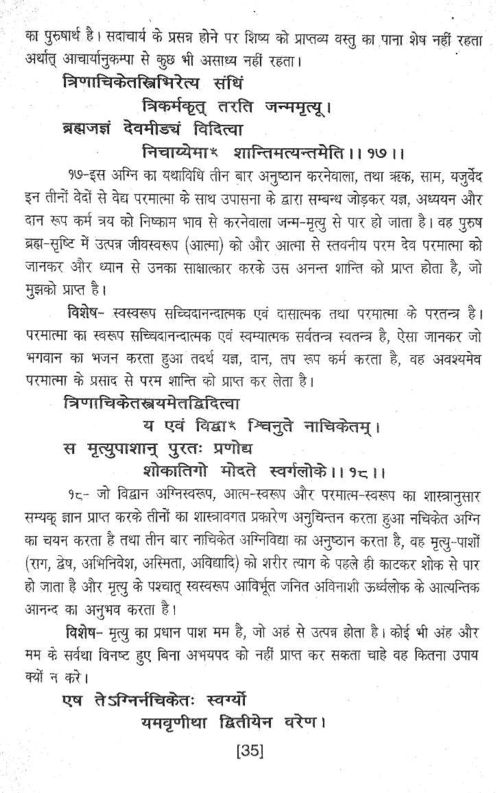 का पुरुषार्थ है। सदाचार्य के प्रसन्न होने पर शिष्य को प्राप्तव्य वस्तु का पाना शेष नहीं रहता
अर्थात् आचार्यानुकम्पा से कुछ भी असाध्य नहीं रहता।
त्रिणाचिकेतस्त्रिभिरेत्य संधिं
त्रिकर्मकृत् तरति जन्ममृत्यू।
ब्रह्मजज्ञं देवमीड्यं विदित्वा
निचाय्येमा* शान्तिमत्यन्तमेति।।१७।।
१७-इस अग्नि का यथाविधि तीन बार अनुष्ठान करनेवाला, तथा ऋक, साम, यजुर्वेद
इन तीनों वेदों से वेद्य परमात्मा के साथ उपासना के द्वारा सम्बन्ध जोड़कर यज्ञ, अध्ययन और
दान रूप कर्म त्रय को निष्काम भाव से करनेवाला जन्म-मृत्यु से पार हो जाता है। वह पुरुष
ब्रह्म-सृष्टि में उत्पन्न जीवस्वरूप (आत्मा) को और आत्मा से स्तवनीय परम देव परमात्मा को
जानकर और ध्यान से उनका साक्षात्कार करके उस अनन्त शान्ति को प्राप्त होता है, जो
मुझको प्राप्त है।
विशेष- स्वस्वरूप सच्चिदानन्दात्मक एवं दासात्मक तथा परमात्मा के परतन्त्र है।
परमात्मा का स्वरूप सच्चिदानन्दात्मक एवं स्वम्यात्मक सर्वतन्त्र स्वतन्त्र है, ऐसा जानकर जो
भगवान का भजन करता हुआ तदर्थ यज्ञ, दान, तप रूप कर्म करता है, वह अवश्यमेव
परमात्मा के प्रसाद से परम शान्ति को प्राप्त कर लेता है।
त्रिणाचिकेतस्त्रयमेतद्विदित्वा
य एवं विद्वा* श्चिनुते नाचिकेतम्।
स मृत्युपाशान् पुरतः प्रणोद्य
शोकातिगो मोदते स्वर्गलोके।।१८।।
१८- जो विद्वान अग्निस्वरूप, आत्म-स्वरूप और परमात्म-स्वरूप का शास्त्रानुसार
सम्यक् ज्ञान प्राप्त करके तीनों का शास्त्रावगत प्रकारेण अनुचिन्तन करता हुआ नचिकेत अग्नि
का चयन करता है तथा तीन बार नाचिकेत अग्निविद्या का अनुष्ठान करता है, वह मृत्यु-पाशों
(राग, द्वेष, अभिनिवेश, अस्मिता, अविद्यादि) को शरीर त्याग के पहले ही काटकर शोक से पार
हो जाता है और मृत्यु के पश्चात् स्वस्वरूप आविर्भूत जनित अविनाशी ऊर्ध्वलोक के आत्यन्तिक
आनन्द का अनुभव करता है।
विशेष- मृत्यु का प्रधान पाश मम है, जो अहं से उत्पन्न होता है। कोई भी अंह और
मम के सर्वथा विनष्ट हुए बिना अभयपद को नहीं प्राप्त कर सकता चाहे वह कितना उपाय
क्यों न करे।
एष तेऽग्निर्नचिकेतः स्वर्ग्यो
यमवृणीथा द्वितीयेन वरेण।
[35]